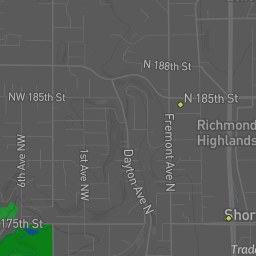 N 188th St
NW 185th St
N 185th St
Richmond
Highlands
Fremont Ave N
6th Ave NW
1st Ave NW
Dayton Ave N
175th St
Shor
Trade